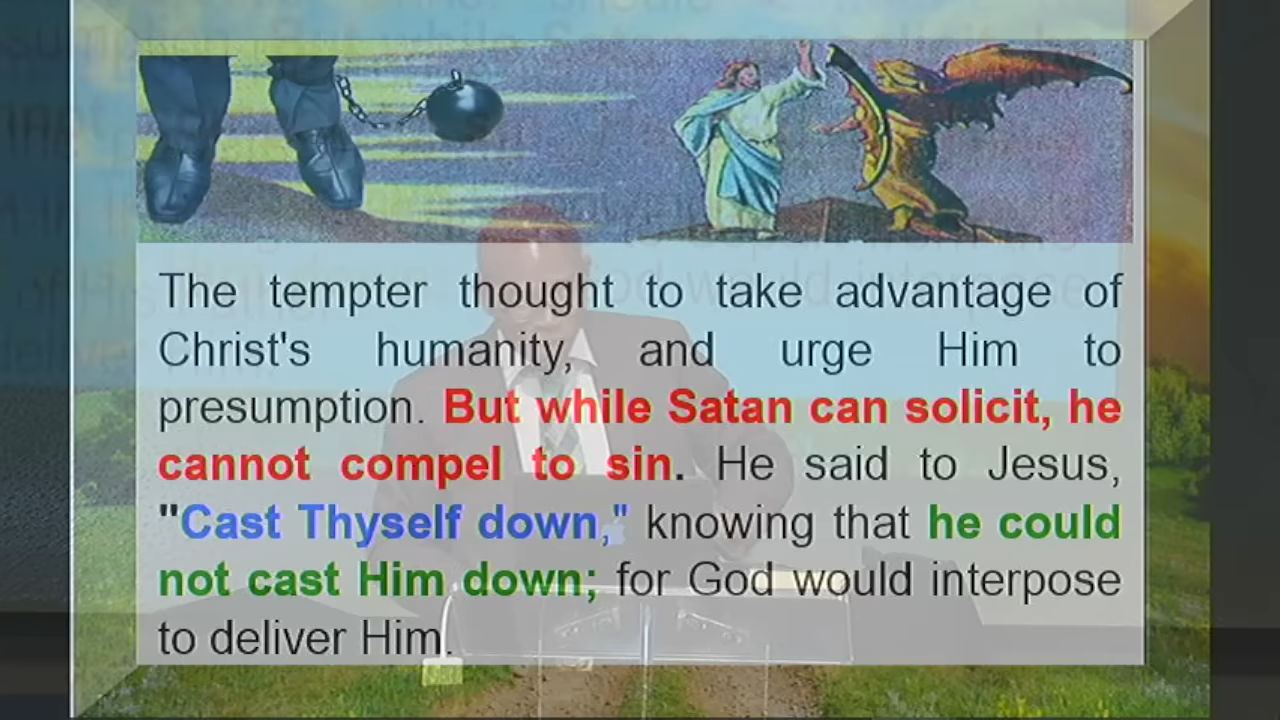 The tempter thought to take advantage of
Christ's humanity, and urge Him to
presumption. But while Satan can solicit, he
cannot compel to sin. He said to Jesus,
"Cast Thyself down," knowing that he could
not cast Him down; for God would interpose
to deliver Him.